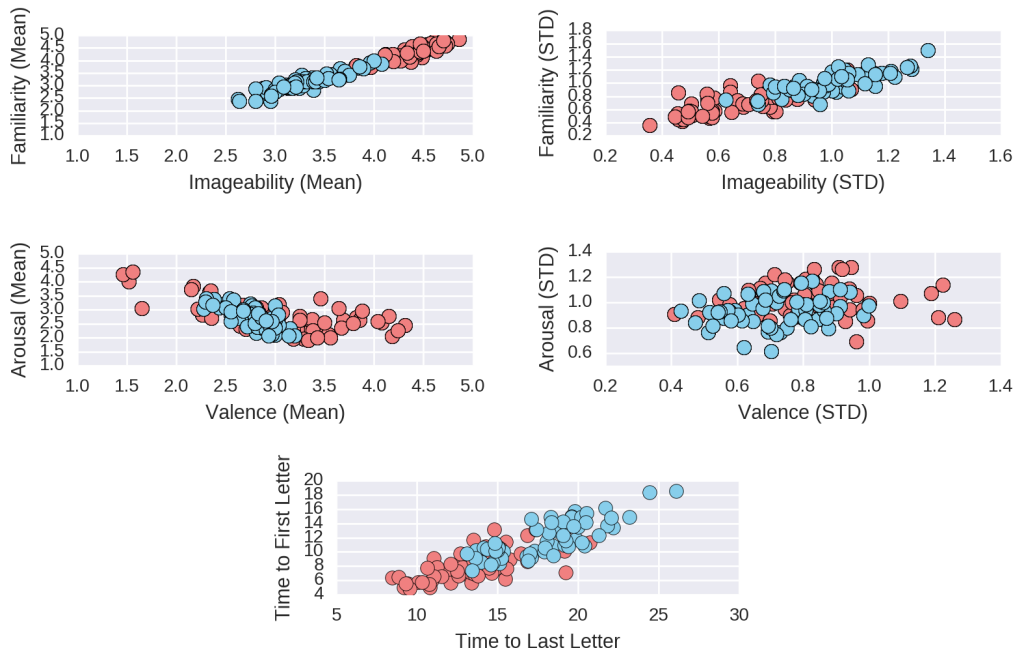 Familiarity (Mean)
5.0
4.5
4.0
3.5
3.0
2.5
2.0
1.5
1.0
1.0 1.5 2.0 2.5 3.0 3.5 4.0 4.5 5.0
Imageability (Mean)
Familiarity (STD)
1.8
1.6
1.4
1.2
1.0
0.8
0.6
0.4
0.2
0.2 0.4 0.6 0.8 1.0 1.2 1.4 1.6
Imageability (STD)
Arousal (Mean)
5.0
4.5
4.0
3.5
3.0
2.5
2.0
1.5
1.0
1.0 1.5 2.0 2.5 3.0 3.5 4.0 4.5 5.0
Valence (Mean)
Arousal (STD)
1.4
1.2
1.0
0.8
0.6
0.2 0.4 0.6 0.8 1.0 1.2 1.4
Valence (STD)
Time to First Letter
20
18
16
14
12
10
8
6
4
5 10 15 20 25 30
Time to Last Letter